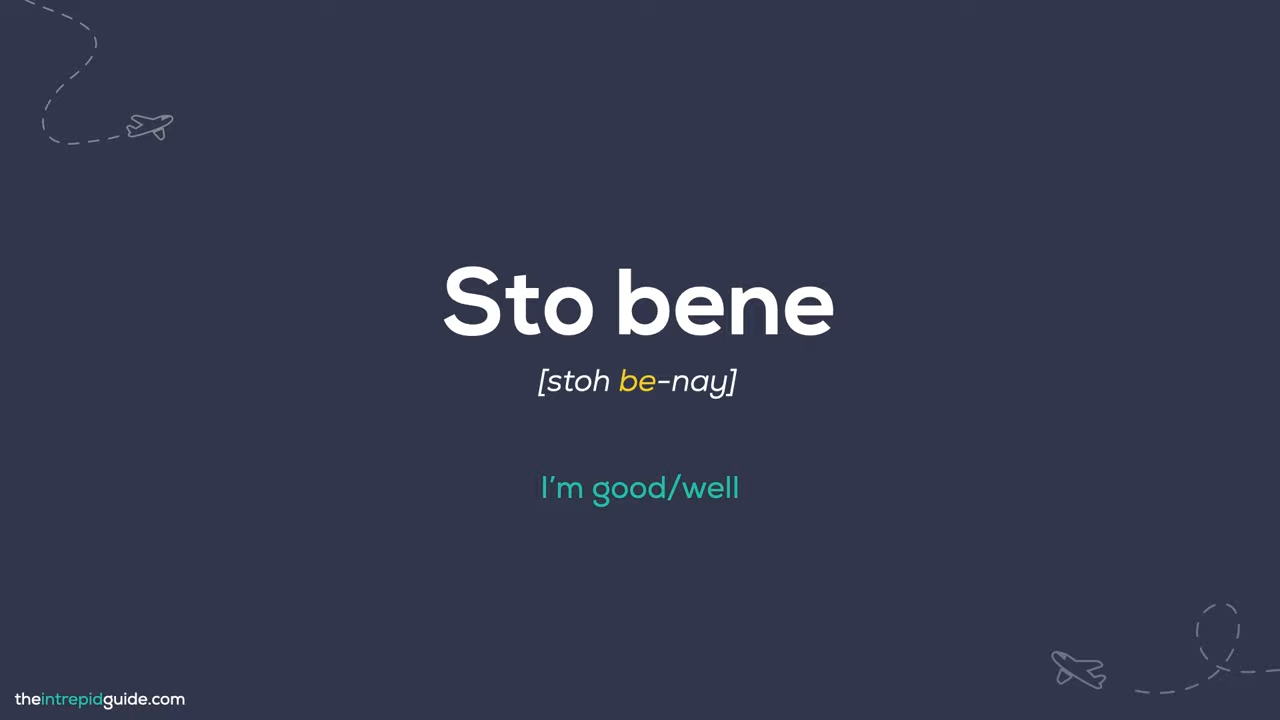 Sto bene
[stoh be-nay]
I’m good/well
theintrepidguide.com